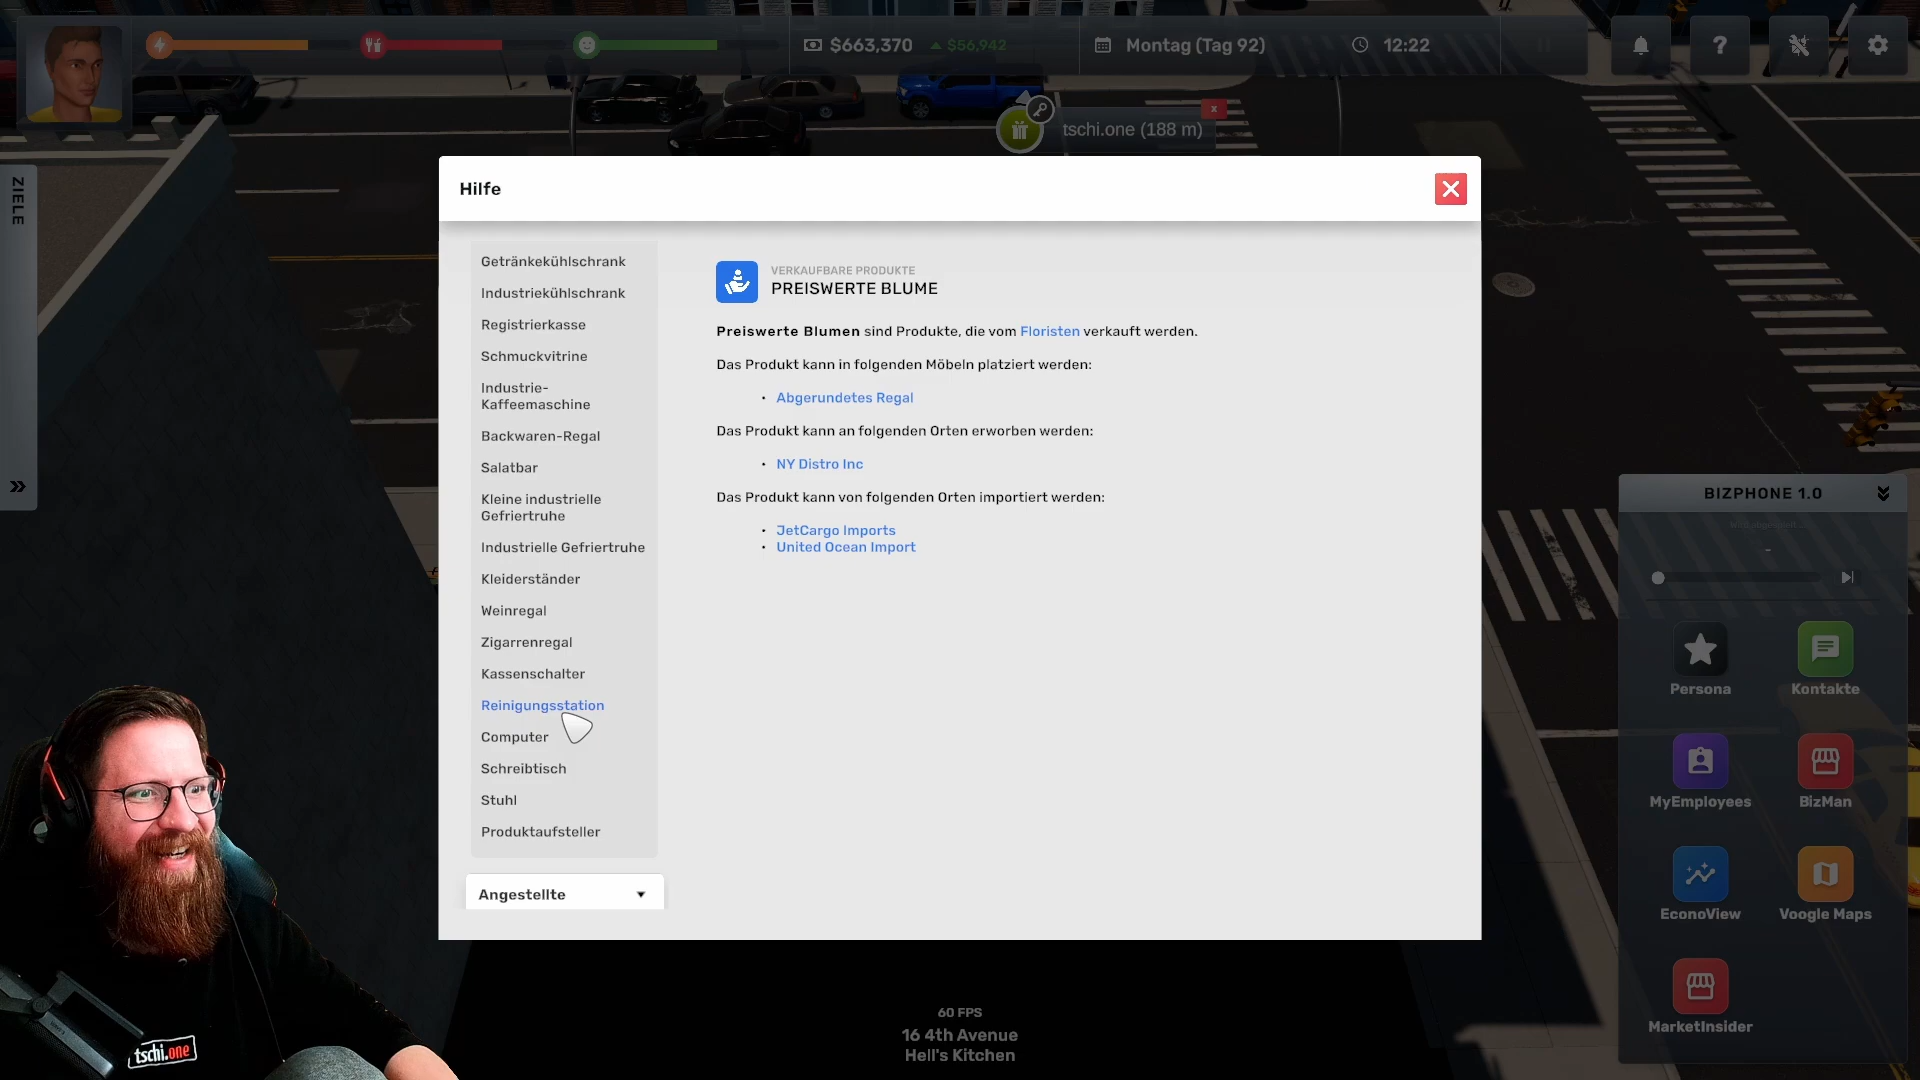 $663,370
$56,942
Montag (Tag 92)
12:22
?
tschi.one (188 m)
x
ZIELE
Hilfe
Getränkekühlschrank
Industriekühlschrank
Registrierkasse
Schmuckvitrine
Industrie-
Kaffeemaschine
Backwaren-Regal
Salatbar
Kleine industrielle
Gefriertruhe
Industrielle Gefriertruhe
Kleiderständer
Weinregal
Zigarrenregal
Kassenschalter
Reinigungsstation
Computer
Schreibtisch
Stuhl
Produktaufsteller
Angestellte
VERKAUFBARE PRODUKTE
PREISWERTE BLUME
Preiswerte Blumen sind Produkte, die vom Floristen verkauft werden.
Das Produkt kann in folgenden Möbeln platziert werden:
• Abgerundetes Regal
Das Produkt kann an folgenden Orten erworben werden:
• NY Distro Inc
Das Produkt kann von folgenden Orten importiert werden:
• JetCargo Imports
• United Ocean Import
BIZPHONE 1.0
-
Persona
Kontakte
MyEmployees
BizMan
EconoView
Voogle Maps
MarketInsider
60 FPS
16 4th Avenue
Hell's Kitchen
tschi.one